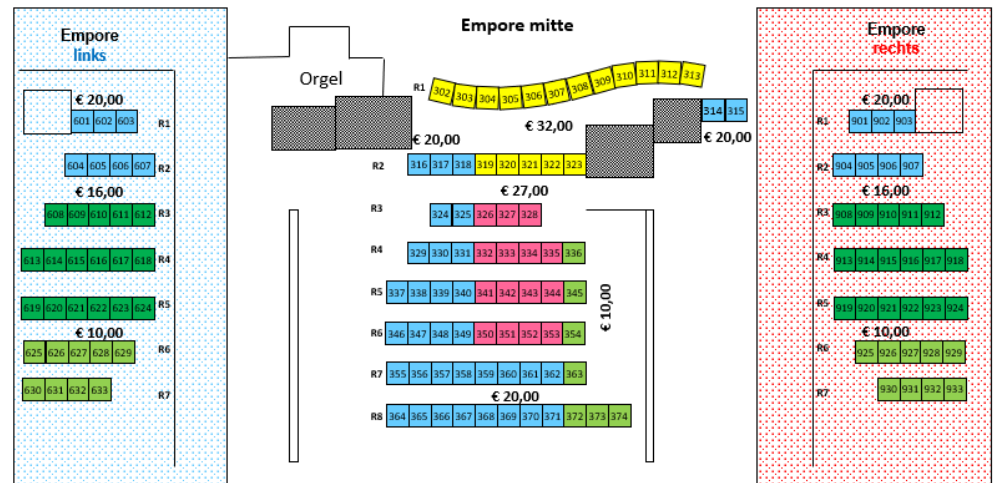 Empore
links
€ 20,00
601 602 603 R1
604 605 606 607 R2
€ 16,00
608 609 610 611 612 R3
613 614 615 616 617 618 R4
619 620 621 622 623 624 R5
€ 10,00
625 626 627 628 629 R6
630 631 632 633 R7
Empore mitte
Orgel
R1 302 303 304 305 306 307 308 309 310 311 312 313
€ 32,00
314 315
€ 20,00
€ 20,00
R2 316 317 318 319 320 321 322 323
€ 27,00
R3 324 325 326 327 328
R4 329 330 331 332 333 334 335 336
R5 337 338 339 340 341 342 343 344 345
€ 10,00
R6 346 347 348 349 350 351 352 353 354
R7 355 356 357 358 359 360 361 362 363
€ 20,00
R8 364 365 366 367 368 369 370 371 372 373 374
Empore
rechts
€ 20,00
R1 901 902 903
R2 904 905 906 907
€ 16,00
R3 908 909 910 911 912
R4 913 914 915 916 917 918
R5 919 920 921 922 923 924
€ 10,00
R6 925 926 927 928 929
R7 930 931 932 933